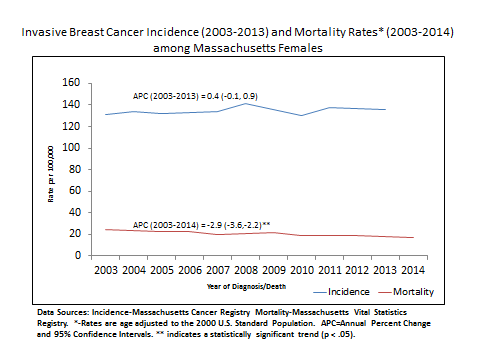 Invasive Breast Cancer Incidence (2003-2013) and Mortality Rates* (2003-2014)
among Massachusetts Females
160
140
120
100
80
60
40
20
0
Rate per 100,000
APC (2003-2013) = 0.4 (-0.1, 0.9)
APC (2003-2014) = -2.9 (-3.6,-2.2)**
2003 2004 2005 2006 2007 2008 2009 2010 2011 2012 2013 2014
Year of Diagnosis/Death
Incidence Mortality
Data Sources: Incidence-Massachusetts Cancer Registry Mortality-Massachusetts Vital Statistics
Registry. *-Rates are age adjusted to the 2000 U.S. Standard Population. APC=Annual Percent Change
and 95% Confidence Intervals. ** indicates a statistically significant trend (p < .05).